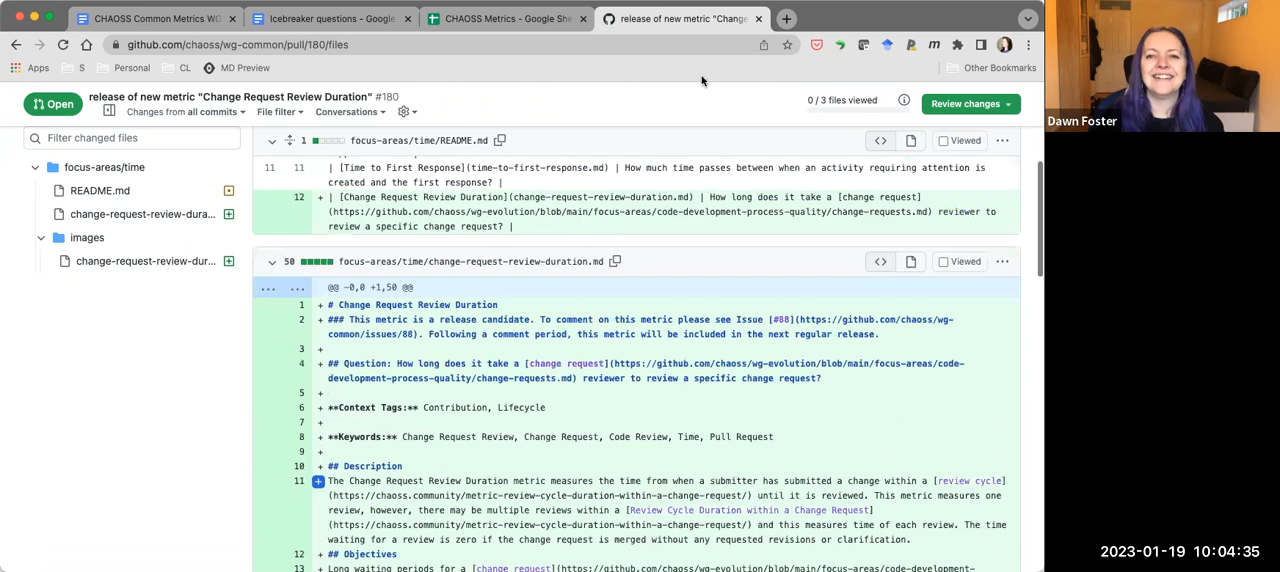 CHAOSS Common Metrics WG
Icebreaker questions - Google
CHAOSS Metrics - Google She
release of new metric "Chang
github.com/chaoss/wg-common/pull/180/files
Apps
S
Personal
CL
MD Preview
Other Bookmarks
Open
release of new metric "Change Request Review Duration" #180
Changes from all commits
File filter
Conversations
0 / 3 files viewed
Review changes
Filter changed files
focus-areas/time
README.md
change-request-review-dura...
images
change-request-review-dur...
1 focus-areas/time/README.md
Viewed
11 11 | [Time to First Response](time-to-first-response.md) | How much time passes between when an activity requiring attention is
created and the first response? |
12 + | [Change Request Review Duration](change-request-review-duration.md) | How long does it take a [change request]
(https://github.com/chaoss/wg-evolution/blob/main/focus-areas/code-development-process-quality/change-requests.md) reviewer to
review a specific change request? |
50 focus-areas/time/change-request-review-duration.md
Viewed
... ... @@ -0,0 +1,50 @@
1 + # Change Request Review Duration
2 + ### This metric is a release candidate. To comment on this metric please see Issue [#88](https://github.com/chaoss/wg-
common/issues/88). Following a comment period, this metric will be included in the next regular release.
3 +
4 + ## Question: How long does it take a [change request](https://github.com/chaoss/wg-evolution/blob/main/focus-areas/code-
development-process-quality/change-requests.md) reviewer to review a specific change request?
5 +
6 + **Context Tags:** Contribution, Lifecycle
7 +
8 + **Keywords:** Change Request Review, Change Request, Code Review, Time, Pull Request
9 +
10 + ## Description
11 + The Change Request Review Duration metric measures the time from when a submitter has submitted a change within a [review cycle]
(https://chaoss.community/metric-review-cycle-duration-within-a-change-request/) until it is reviewed. This metric measures one
review, however, there may be multiple reviews within a [Review Cycle Duration within a Change Request]
(https://chaoss.community/metric-review-cycle-duration-within-a-change-request/) and this measures time of each review. The time
waiting for a review is zero if the change request is merged without any requested revisions or clarification.
12 + ## Objectives
13 + Long waiting periods for a [change request](https://github.com/chaoss/wg-evolution/blob/main/focus-areas/code-
Dawn Foster
2023-01-19 10:04:35